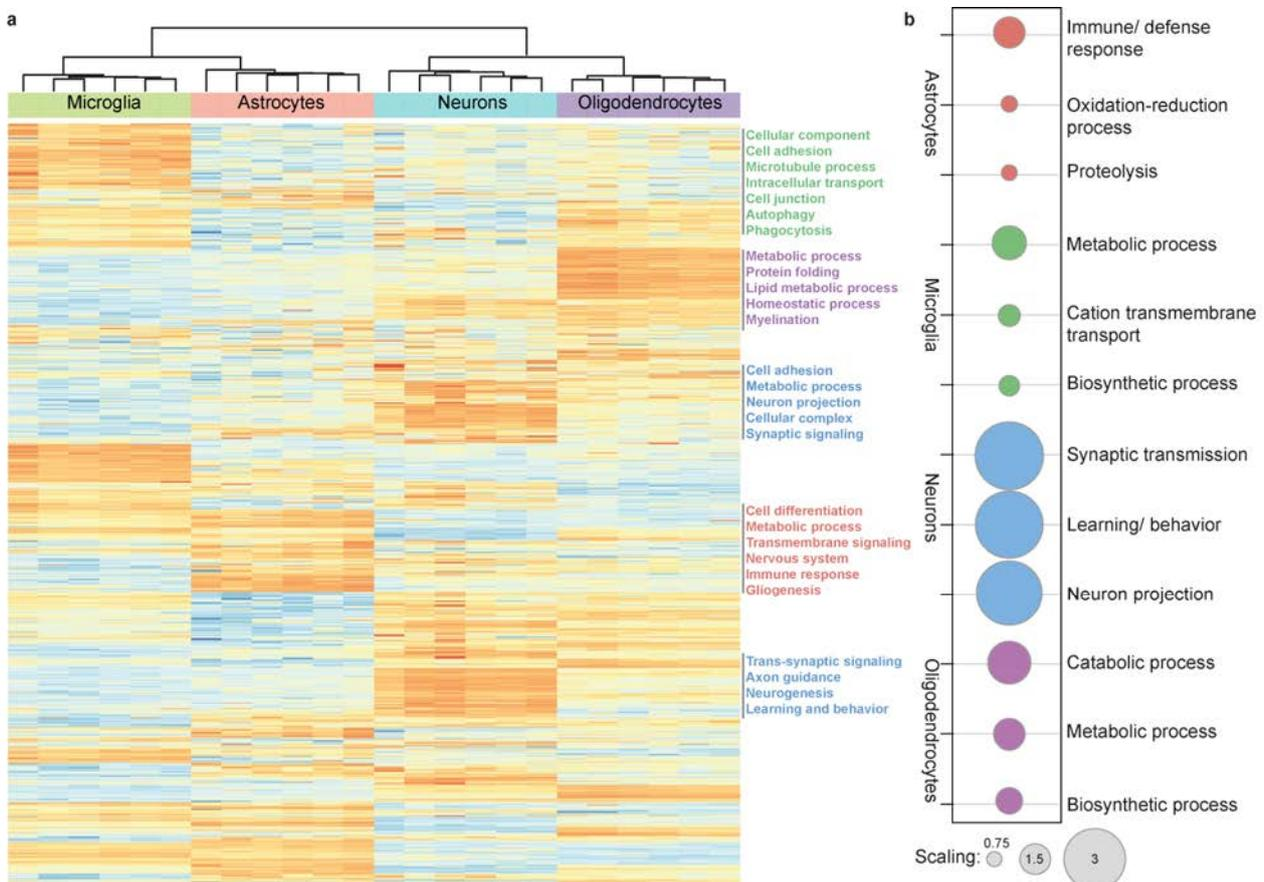 a
Microglia
Astrocytes
Neurons
Oligodendrocytes
Cellular component
Cell adhesion
Microtubule process
Intracellular transport
Cell junction
Autophagy
Phagocytosis
Metabolic process
Protein folding
Lipid metabolic process
Homeostatic process
Myelination
Cell adhesion
Metabolic process
Neuron projection
Cellular complex
Synaptic signaling
Cell differentiation
Metabolic process
Transmembrane signaling
Nervous system
Immune response
Gliogenesis
Trans-synaptic signaling
Axon guidance
Neurogenesis
Learning and behavior
b
Astrocytes
Immune/ defense
response
Oxidation-reduction
process
Proteolysis
Microglia
Metabolic process
Cation transmembrane
transport
Biosynthetic process
Neurons
Synaptic transmission
Learning/ behavior
Neuron projection
Oligodendrocytes
Catabolic process
Metabolic process
Biosynthetic process
Scaling: 0.75 1.5 3